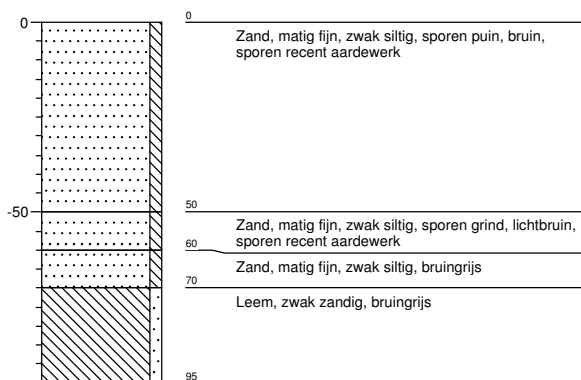 0
0
Zand, matig fijn, zwak siltig, sporen puin, bruin,
sporen recent aardewerk
-50
50
Zand, matig fijn, zwak siltig, sporen grind, lichtbruin,
sporen recent aardewerk
60
Zand, matig fijn, zwak siltig, bruingrijs
70
Leem, zwak zandig, bruingrijs
95